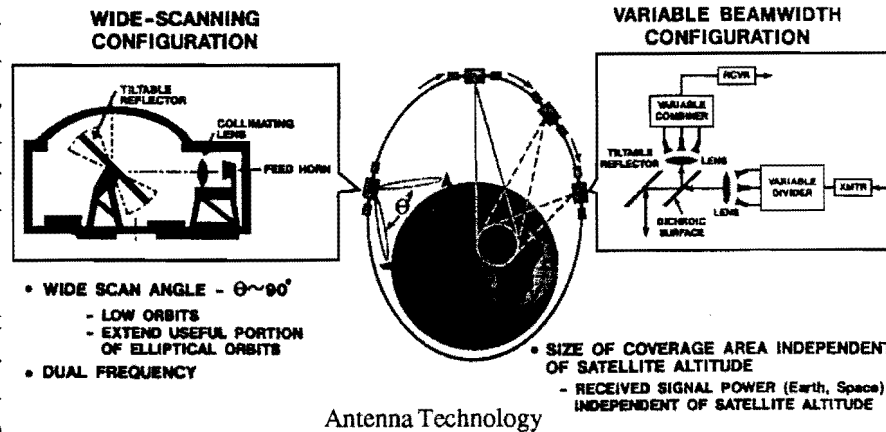 WIDE-SCANNING
CONFIGURATION
TILTABLE
REFLECTOR
COLLIMATING
LENS
FEED HORN
θ
VARIABLE BEAMWIDTH
CONFIGURATION
RCVR
VARIABLE
COMBINER
TILTABLE
REFLECTOR
LENS
VARIABLE
DIVIDER
XMTR
LENS
DICHROIC
SURFACE
• WIDE SCAN ANGLE - θ~90°
- LOW ORBITS
- EXTEND USEFUL PORTION
OF ELLIPTICAL ORBITS
• DUAL FREQUENCY
• SIZE OF COVERAGE AREA INDEPENDENT
OF SATELLITE ALTITUDE
- RECEIVED SIGNAL POWER (Earth, Space)
INDEPENDENT OF SATELLITE ALTITUDE
Antenna Technology